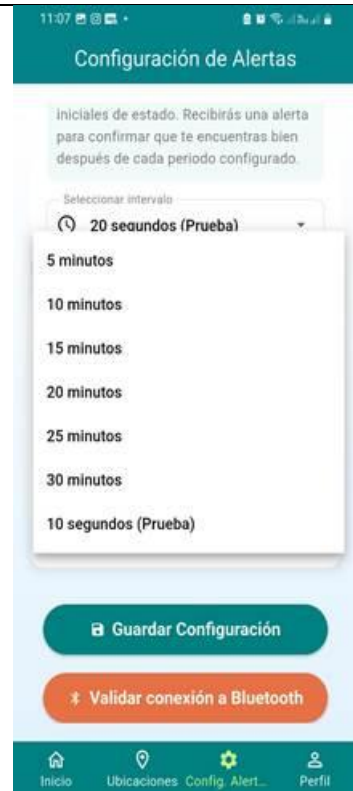 11:07
Configuración de Alertas
iniciales de estado. Recibirás una alerta
para confirmar que te encuentras bien
después de cada periodo configurado.
Seleccionar intervalo
20 segundos (Prueba)
5 minutos
10 minutos
15 minutos
20 minutos
25 minutos
30 minutos
10 segundos (Prueba)
Guardar Configuración
Validar conexión a Bluetooth
Inicio Ubicaciones Config. Alert... Perfil